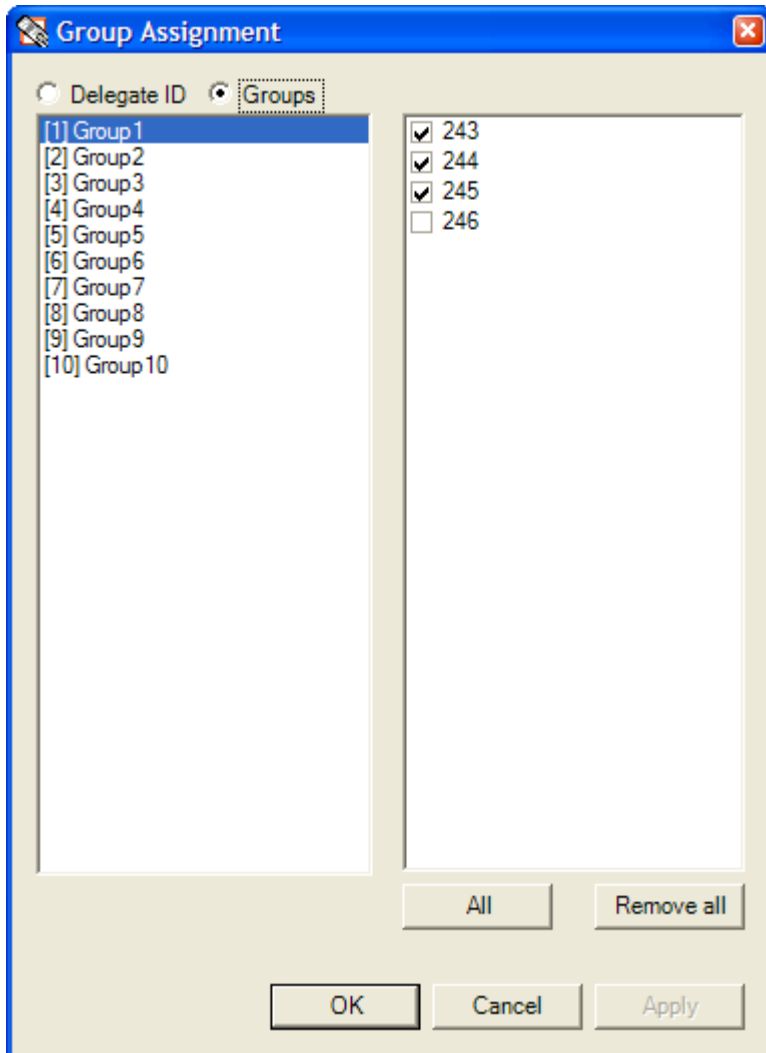 Group Assignment
Delegate ID Groups
[1] Group1
[2] Group2
[3] Group3
[4] Group4
[5] Group5
[6] Group6
[7] Group7
[8] Group8
[9] Group9
[10] Group10
243
244
245
246
All Remove all
OK Cancel Apply